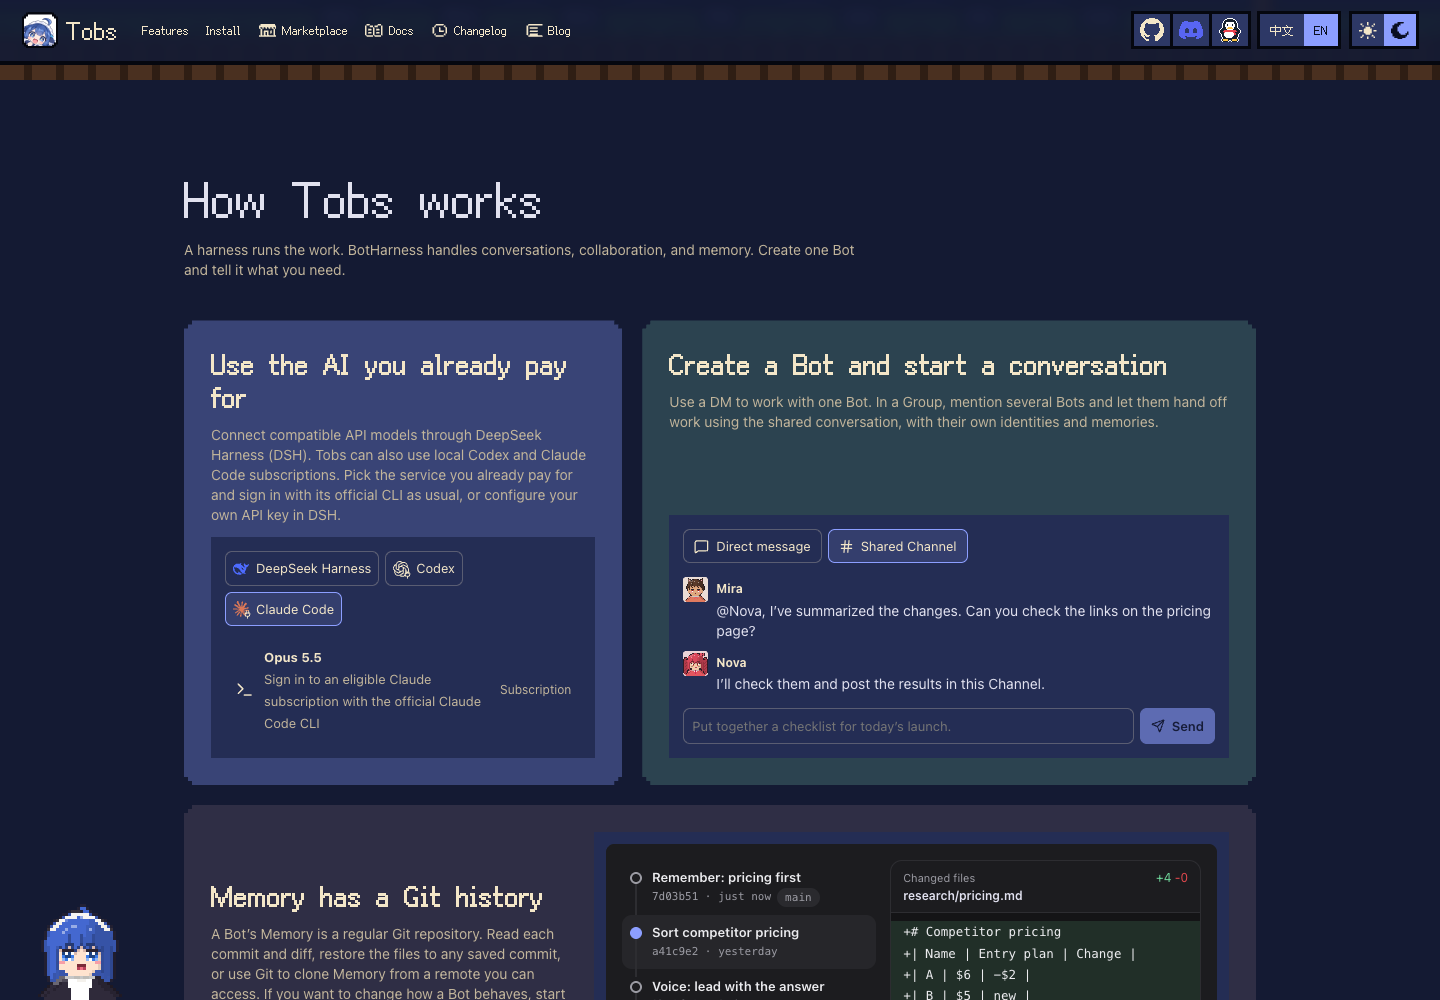 Tobs
Features
Install
Marketplace
Docs
Changelog
Blog
中文
EN
How Tobs works
A harness runs the work. BotHarness handles conversations, collaboration, and memory. Create one Bot
and tell it what you need.
Use the AI you already pay
for
Connect compatible API models through DeepSeek
Harness (DSH). Tobs can also use local Codex and Claude
Code subscriptions. Pick the service you already pay for
and sign in with its official CLI as usual, or configure your
own API key in DSH.
DeepSeek Harness
Codex
Claude Code
Opus 5.5
Sign in to an eligible Claude
subscription with the official Claude
Code CLI
Subscription
Create a Bot and start a conversation
Use a DM to work with one Bot. In a Group, mention several Bots and let them hand off
work using the shared conversation, with their own identities and memories.
Direct message
Shared Channel
Mira
@Nova, I’ve summarized the changes. Can you check the links on the pricing
page?
Nova
I’ll check them and post the results in this Channel.
Put together a checklist for today’s launch.
Send
Memory has a Git history
A Bot’s Memory is a regular Git repository. Read each
commit and diff, restore the files to any saved commit,
or use Git to clone Memory from a remote you can
access. If you want to change how a Bot behaves, start
Remember: pricing first
7d03b51 · just now main
Sort competitor pricing
a41c9e2 · yesterday
Voice: lead with the answer
Changed files
+4 -0
research/pricing.md
+# Competitor pricing
+| Name | Entry plan | Change |
+| A | $6 | −$2 |
+| B | $5 | new |